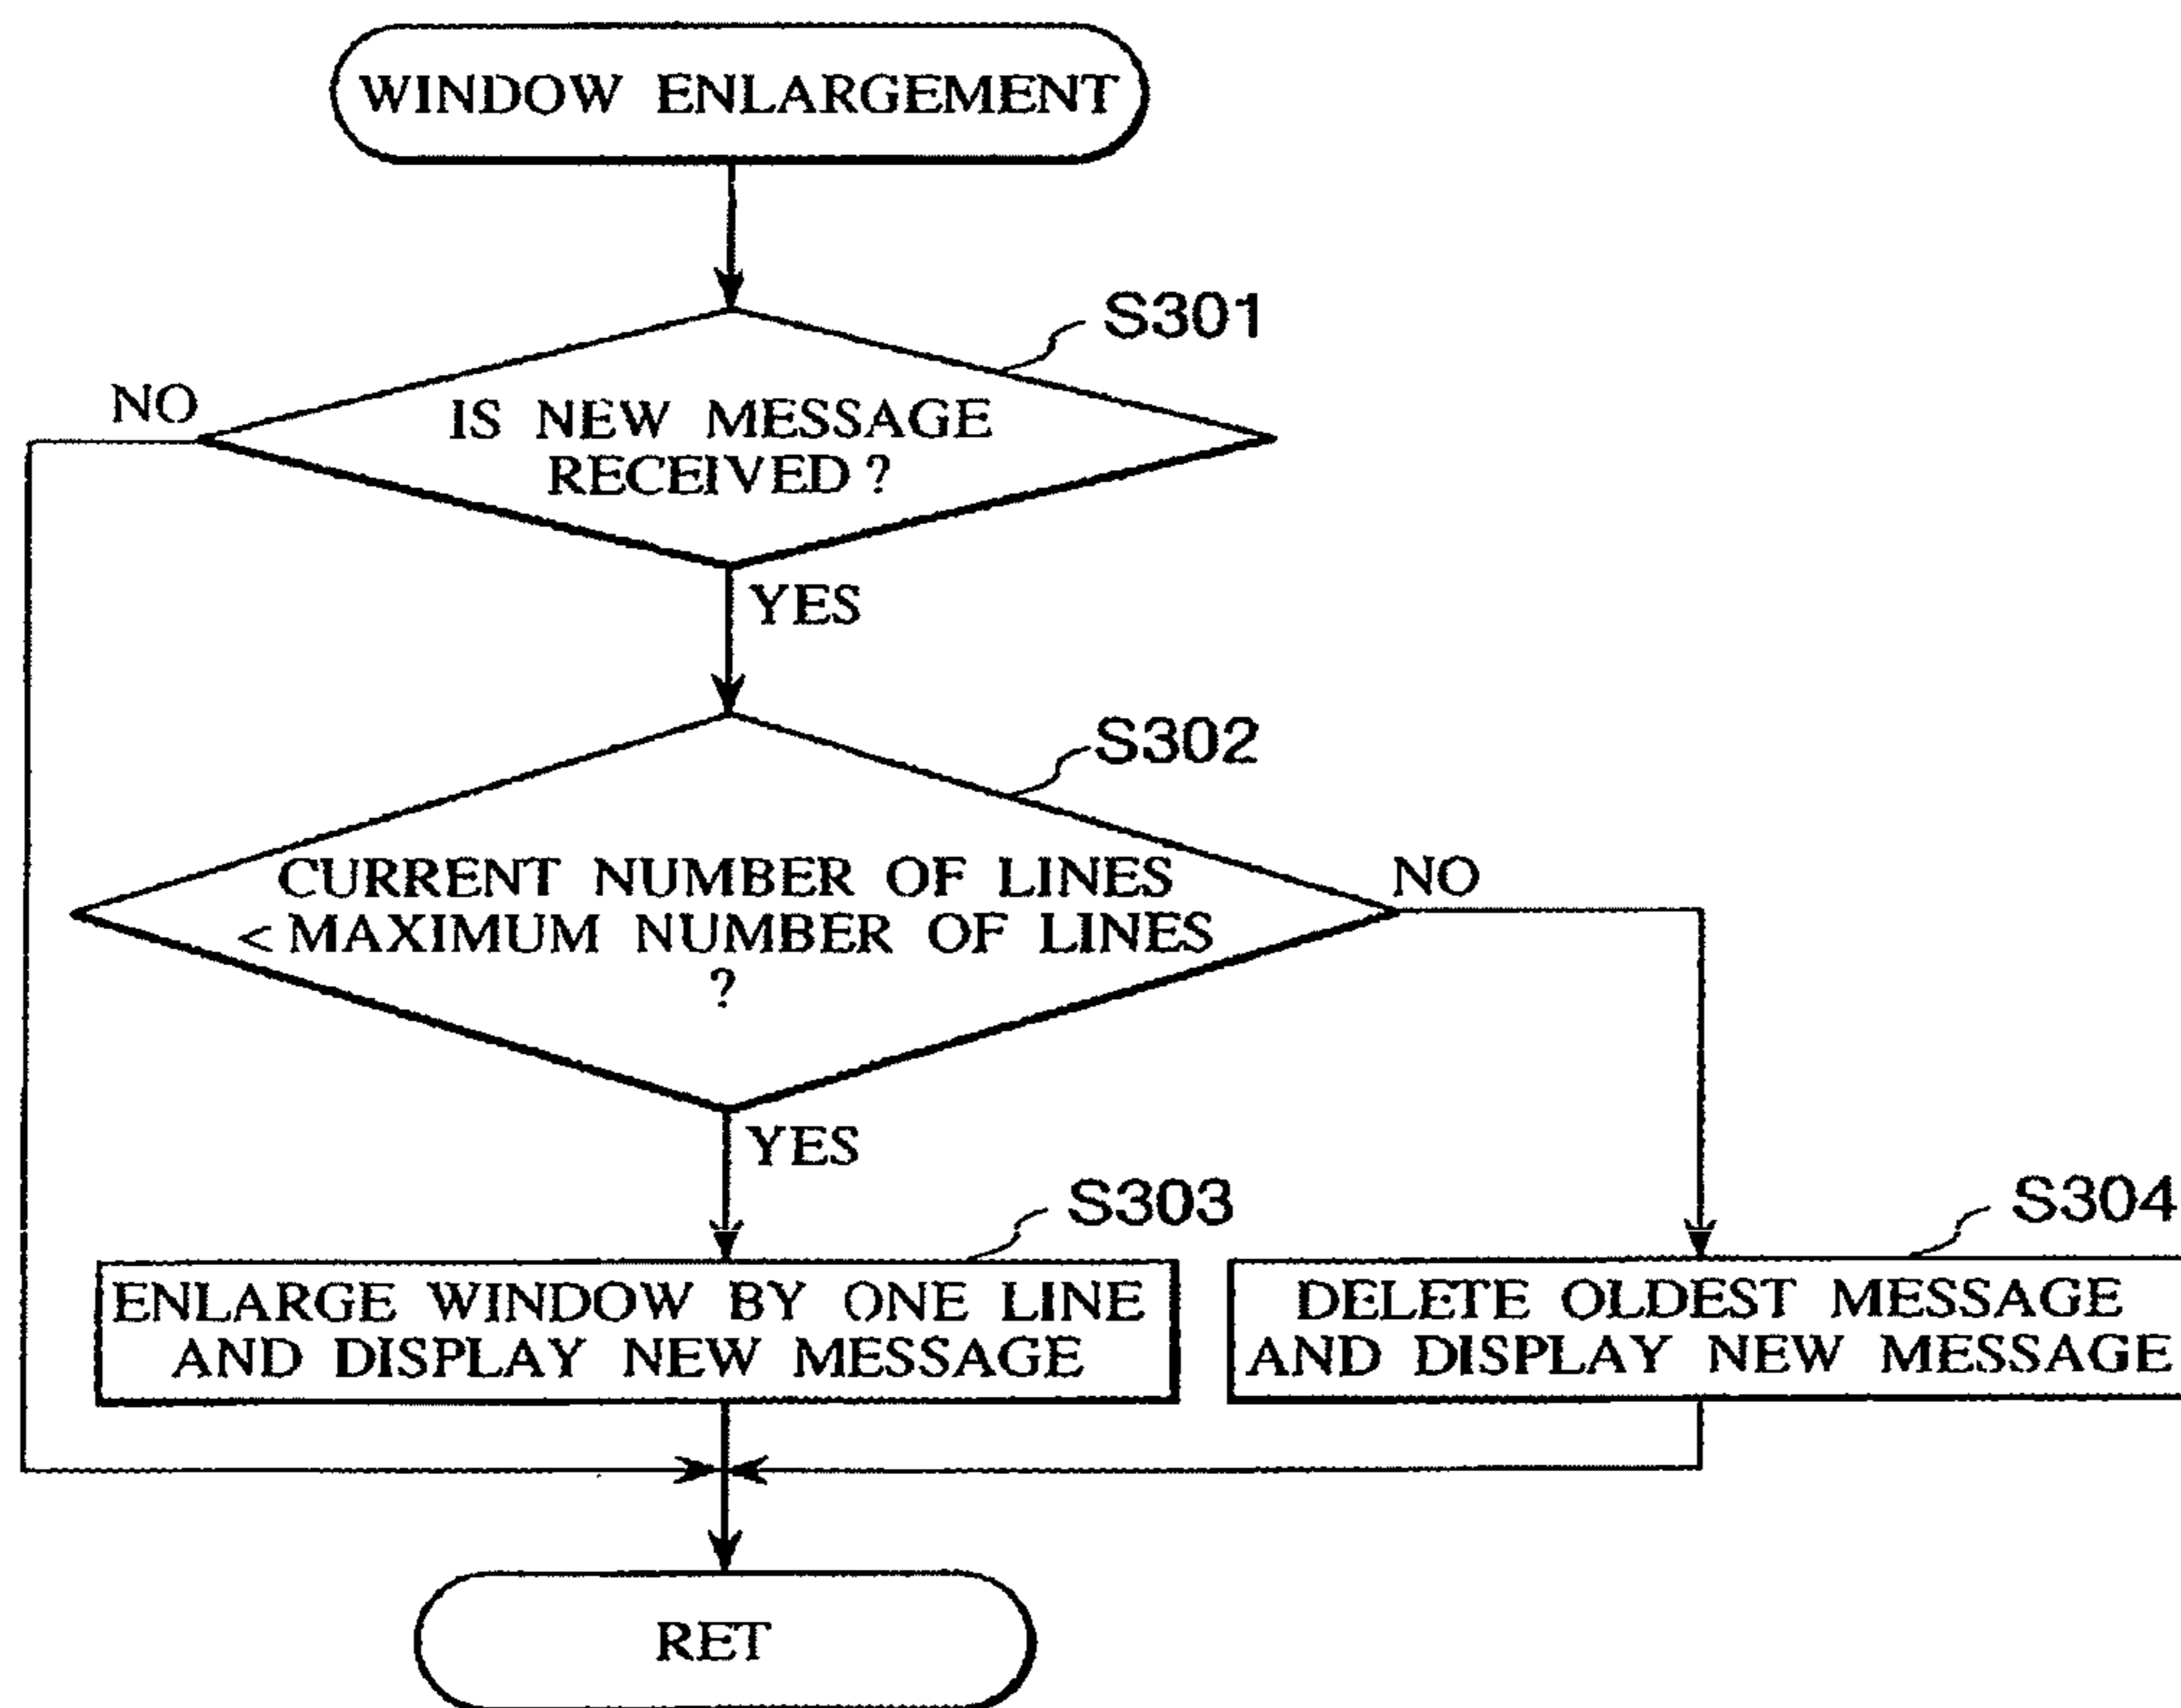 WINDOW ENLARGEMENT
S301
NO
IS NEW MESSAGE
RECEIVED ?
YES
S302
CURRENT NUMBER OF LINES
< MAXIMUM NUMBER OF LINES
?
NO
YES
S303
ENLARGE WINDOW BY ONE LINE
AND DISPLAY NEW MESSAGE
S304
DELETE OLDEST MESSAGE
AND DISPLAY NEW MESSAGE
RET